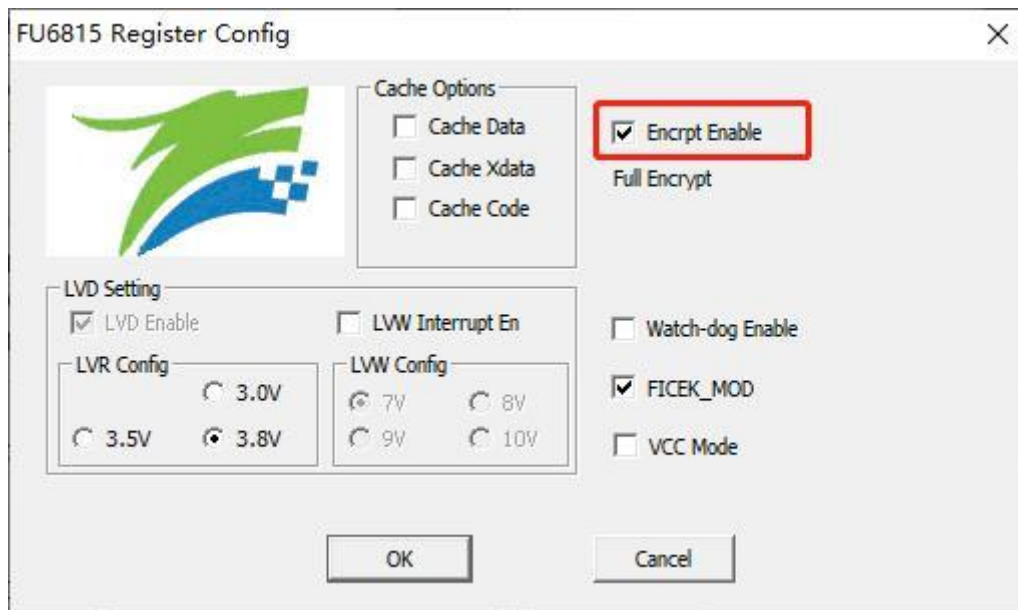 FU6815 Register Config
Cache Options
Cache Data
Cache Xdata
Cache Code
Encrpt Enable
Full Encrypt
LVD Setting
LVD Enable
LVW Interrupt En
LVR Config
3.0V
3.5V
3.8V
LVW Config
7V
8V
9V
10V
Watch-dog Enable
FICEK_MOD
VCC Mode
OK
Cancel